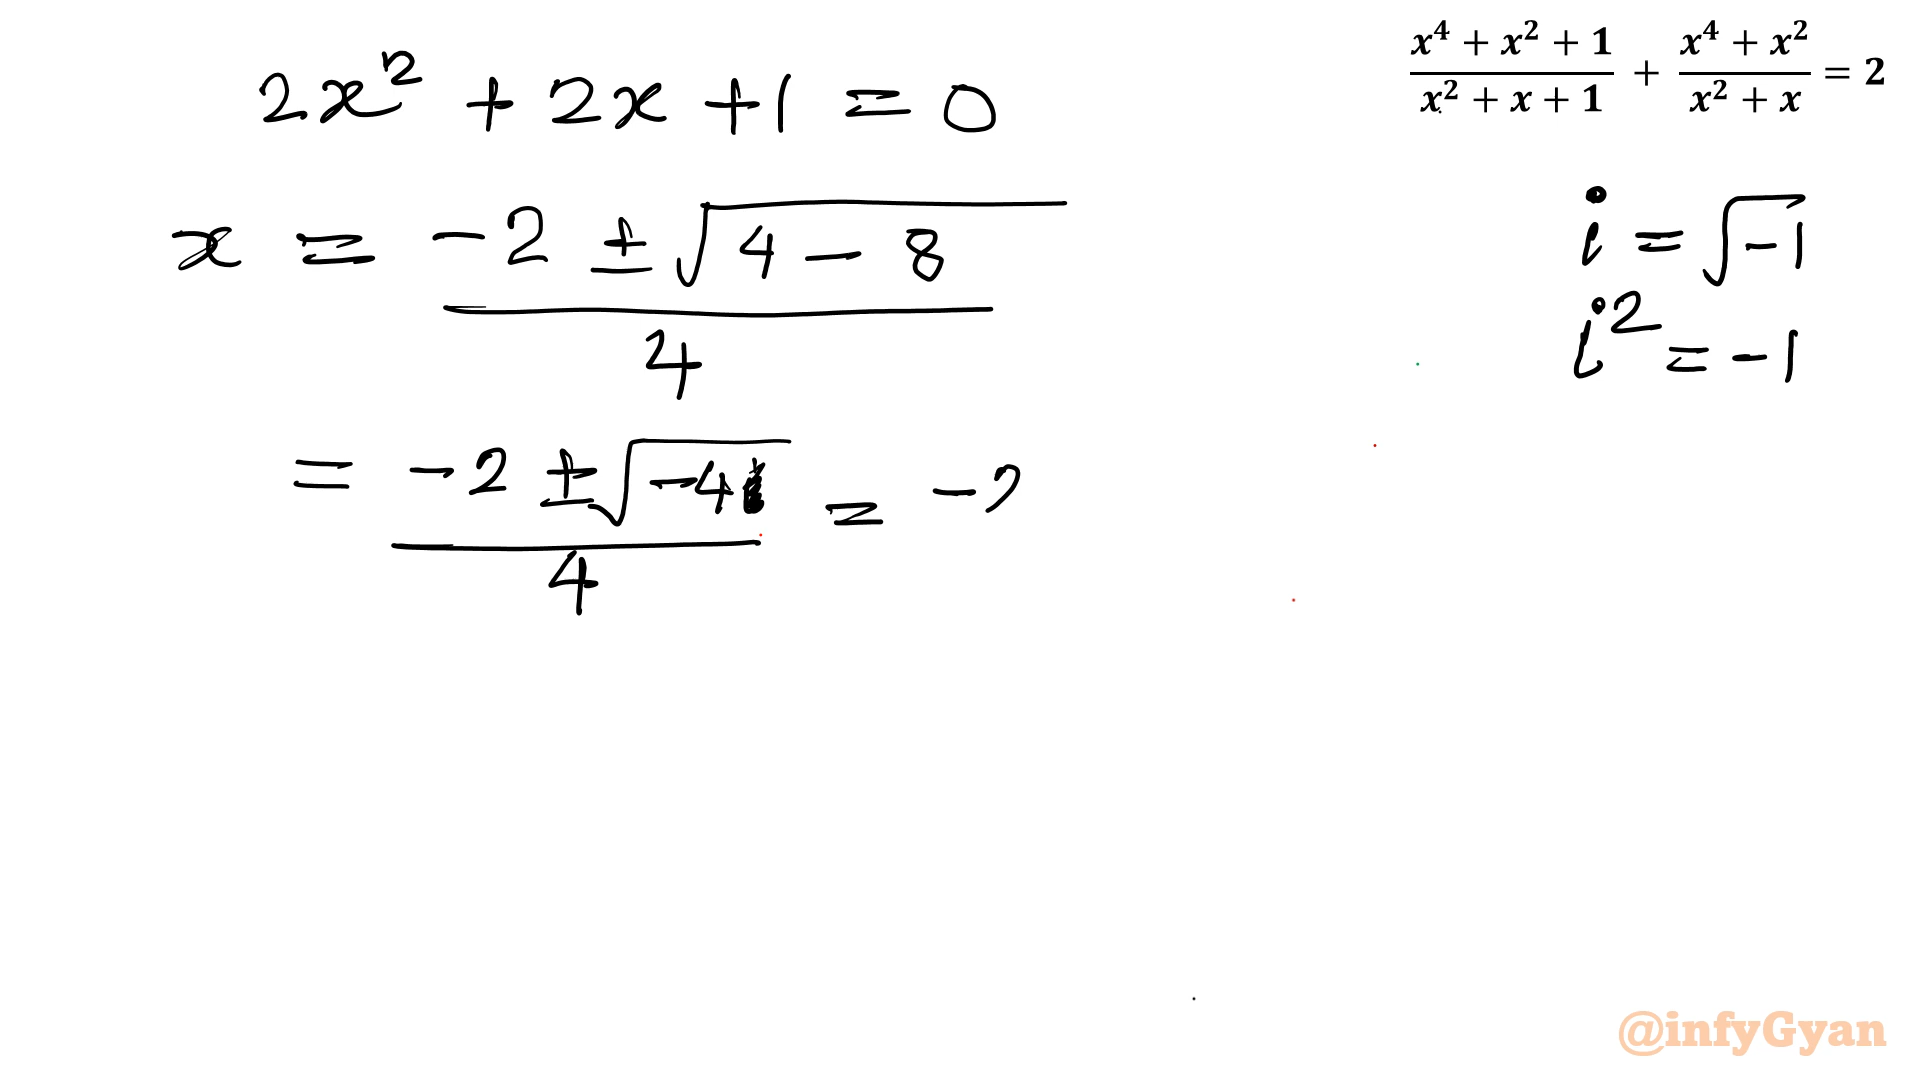 2x² + 2x + 1 = 0
(x⁴ + x² + 1)/(x² + x + 1) + (x⁴ + x²)/(x² + x) = 2
x = (-2 ± √(4 - 8))/4
i = √-1
i² = -1
= (-2 ± √(-4))/4 = -2
@infyGyan